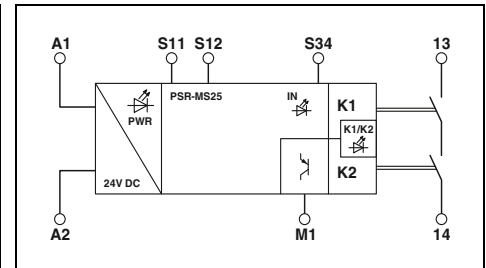 A1 S11 S12 S34 13
PSR-MS25 IN K1
PWR K1/K2
24V DC K2
A2 M1 14